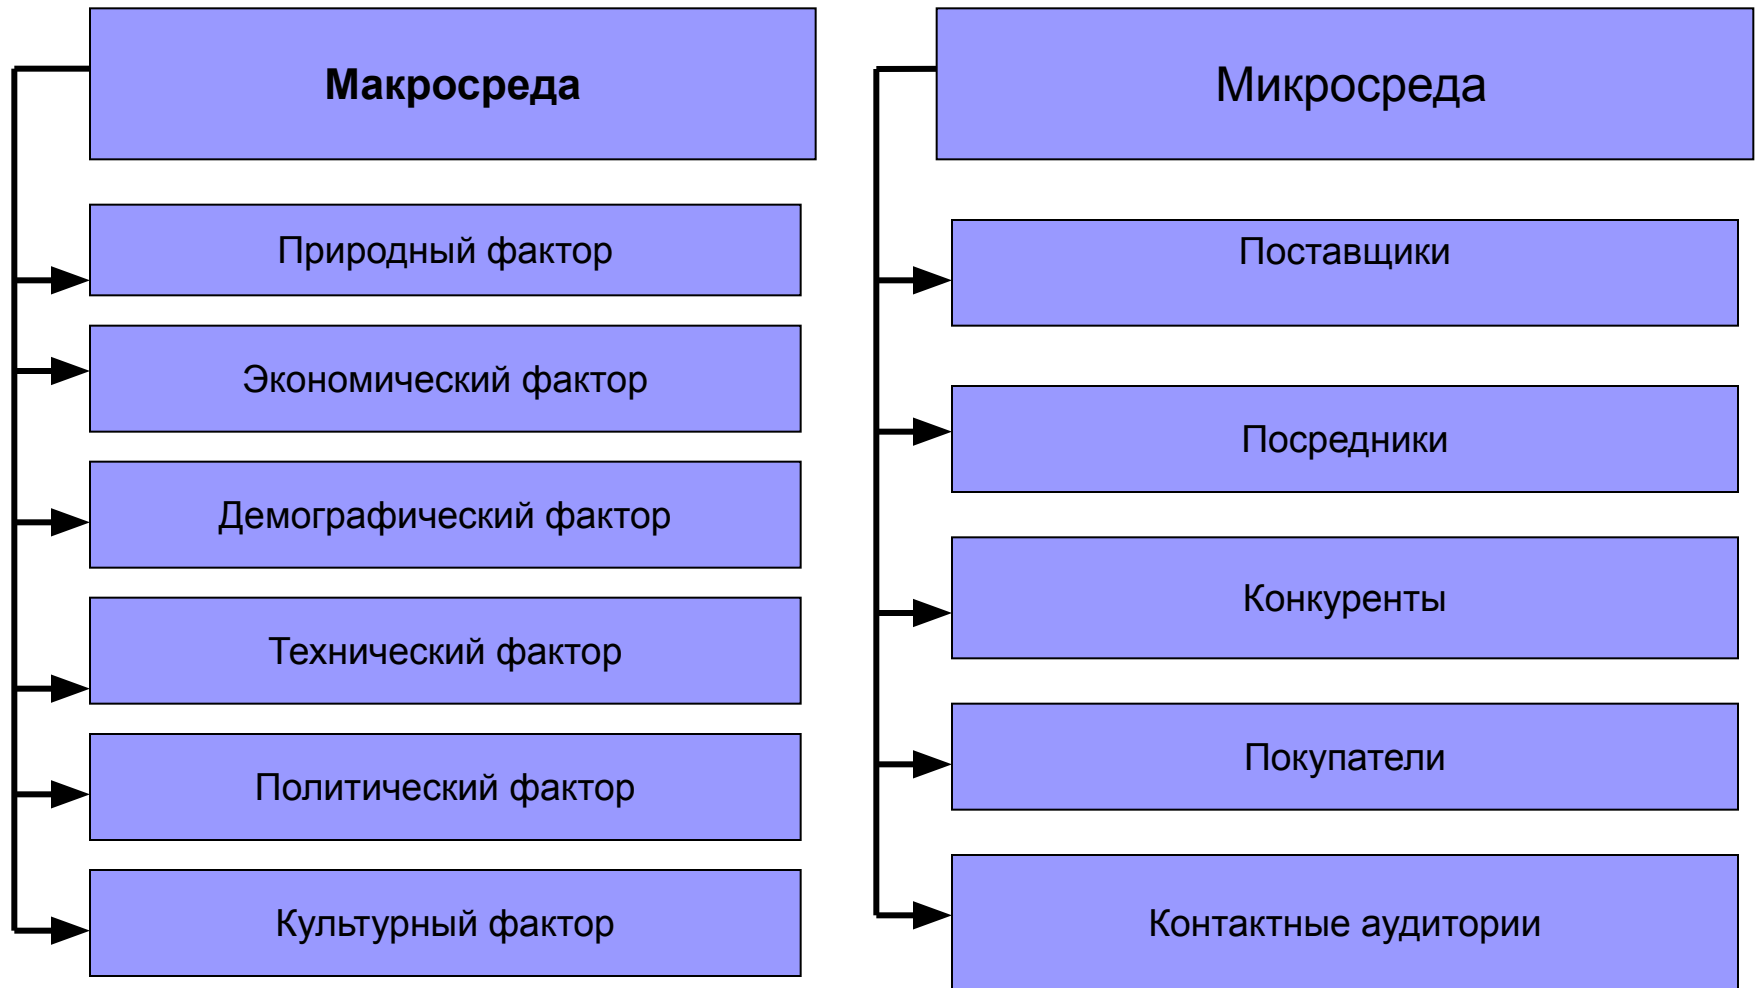 Макросреда
Природный фактор
Экономический фактор
Демографический фактор
Технический фактор
Политический фактор
Культурный фактор
Микросреда
Поставщики
Посредники
Конкуренты
Покупатели
Контактные аудитории